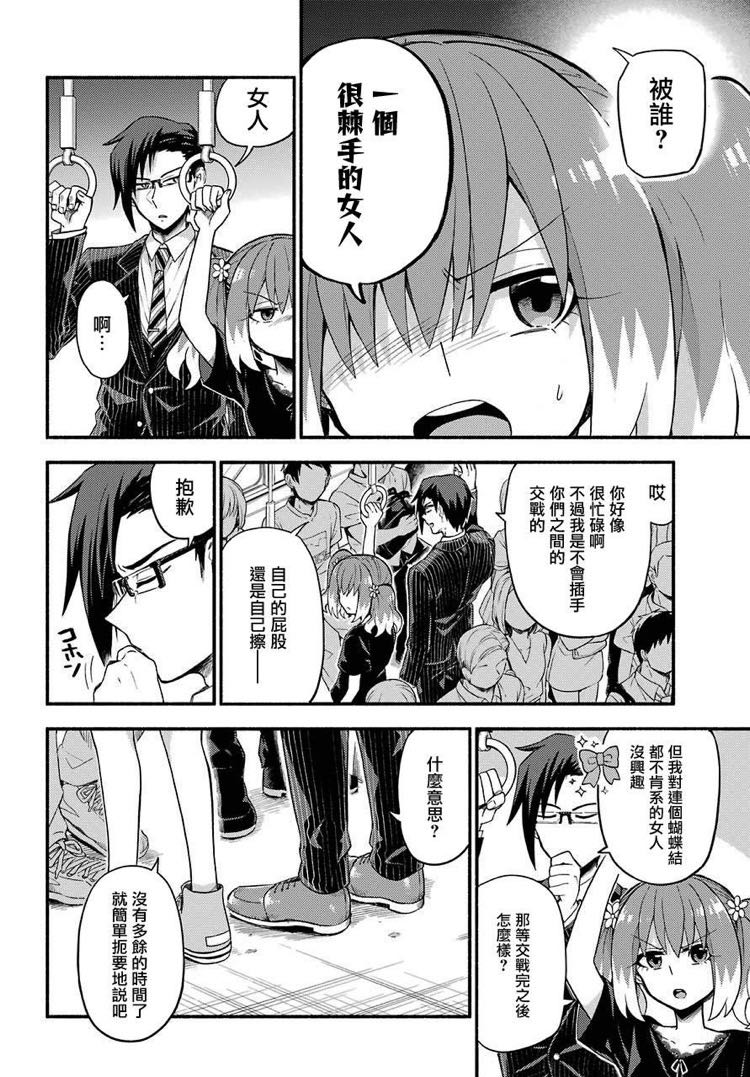 被誰?
一個
很棘手的女人
女人
啊…
哎
你好像
很忙碌啊
不過我是不會插手
你們之間的
交戰的
自己的屁股
還是自己擦——
抱歉
コホン
但我對連個蝴蝶結
都不肯系的女人
沒興趣
那等交戰完之後
怎麼樣?
什麼意思?
沒有多餘的時間了
就簡單扼要地説吧